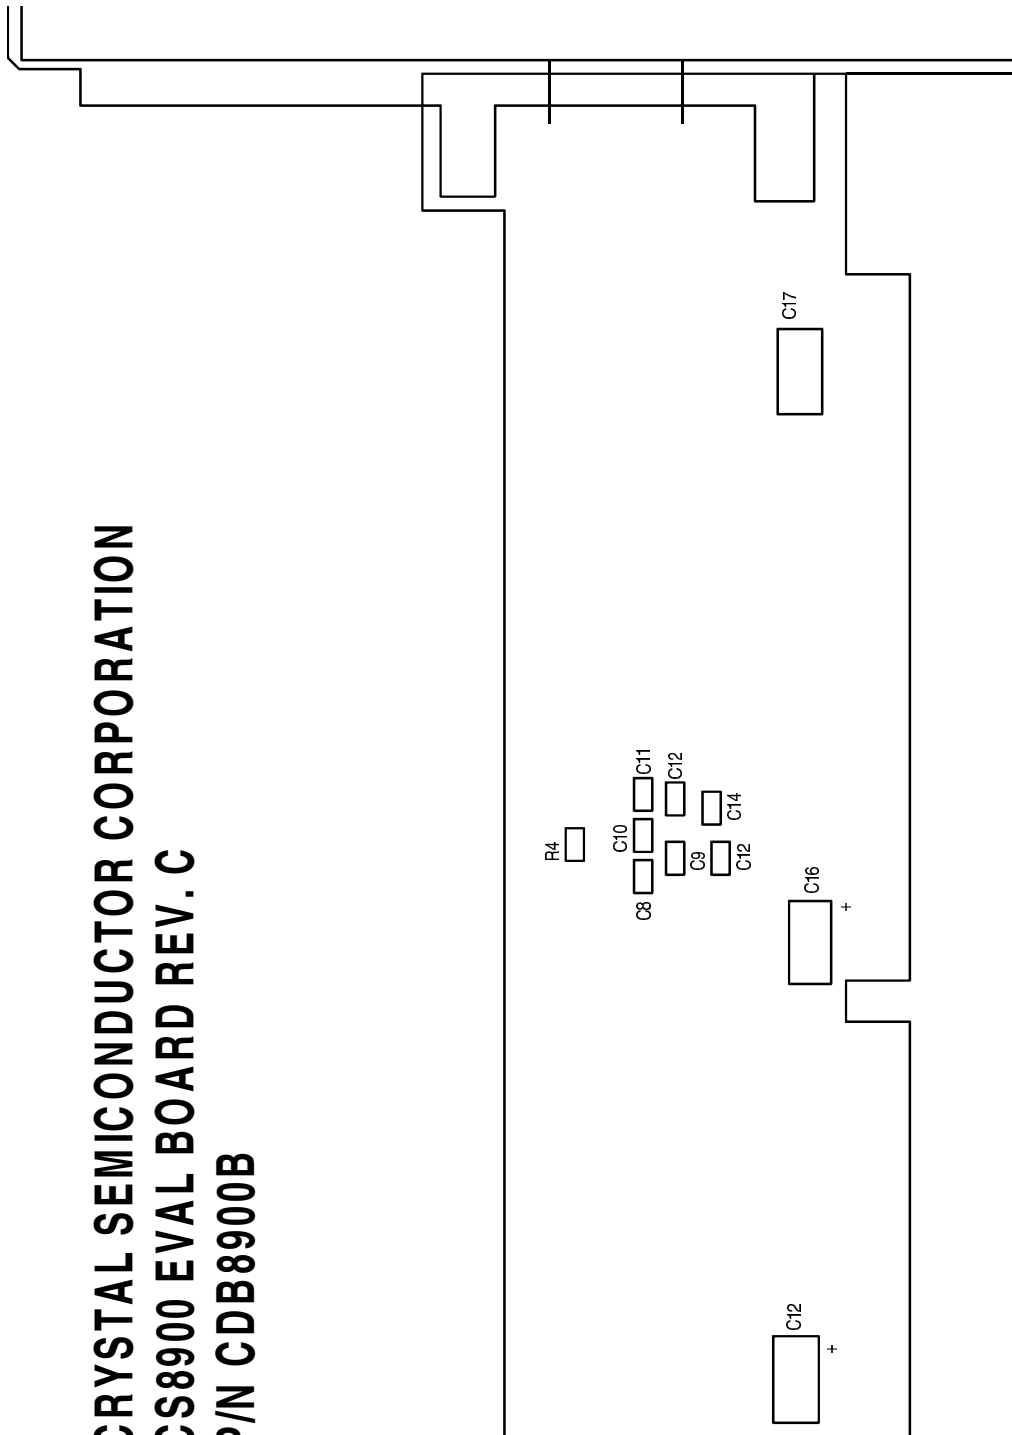 CRYSTAL SEMICONDUCTOR CORPORATION
CS8900 EVAL BOARD REV. C
P/N CDB8900B
C17
C11
C12
C14
R4
C10
C9
C12
C8
C16
+
C12
+